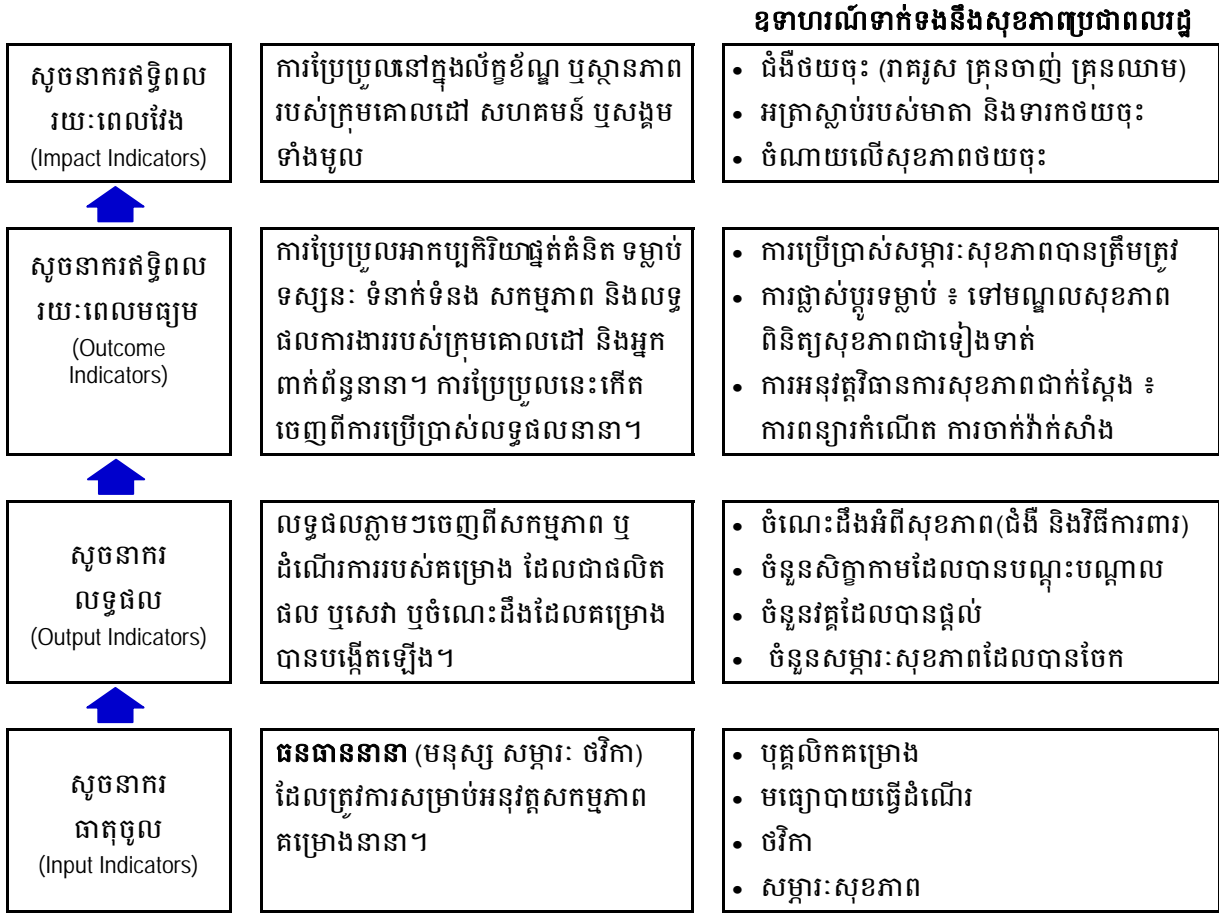 ឧទាហរណ៍ទាក់ទងនឹងសុខភាពប្រជាពលរដ្ឋ
សូចនាករឥទ្ធិពល
រយៈពេលវែង
(Impact Indicators)
ការប្រែប្រួលនៅក្នុងល័ក្ខខ័ណ្ឌ ឬស្ថានភាព
របស់ក្រុមគោលដៅ សហគមន៍ ឬសង្គម
ទាំងមូល
• ជំងឺថយចុះ (រាគរូស គ្រុនចាញ់ គ្រុនឈាម)
• អត្រាស្លាប់របស់មាតា និងទារកថយចុះ
• ចំណាយលើសុខភាពថយចុះ
សូចនាករឥទ្ធិពល
រយៈពេលមធ្យម
(Outcome
Indicators)
ការប្រែប្រួលអាកប្បកិរិយាផ្នត់គំនិត ទម្លាប់
ទស្សនៈ ទំនាក់ទំនង សកម្មភាព និងលទ្ធ
ផលការងាររបស់ក្រុមគោលដៅ និងអ្នក
ពាក់ព័ន្ធនានា។ ការប្រែប្រួលនេះកើត
ចេញពីការប្រើប្រាស់លទ្ធផលនានា។
• ការប្រើប្រាស់សម្ភារៈសុខភាពបានត្រឹមត្រូវ
• ការផ្លាស់ប្តូរទម្លាប់ ៖ ទៅមណ្ឌលសុខភាព
ពិនិត្យសុខភាពជាទៀងទាត់
• ការអនុវត្តវិធានការសុខភាពជាក់ស្តែង ៖
ការពន្យារកំណើត ការចាក់វ៉ាក់សាំង
សូចនាករ
លទ្ធផល
(Output Indicators)
លទ្ធផលភ្លាមៗចេញពីសកម្មភាព ឬ
ដំណើរការរបស់គម្រោង ដែលជាផលិត
ផល ឬសេវា ឬចំណេះដឹងដែលគម្រោង
បានបង្កើតឡើង។
• ចំណេះដឹងអំពីសុខភាព(ជំងឺ និងវិធីការពារ)
• ចំនួនសិក្ខាកាមដែលបានបណ្តុះបណ្តាល
• ចំនួនវគ្គដែលបានផ្តល់
• ចំនួនសម្ភារៈសុខភាពដែលបានចែក
សូចនាករ
ធាតុចូល
(Input Indicators)
ធនធាននានា (មនុស្ស សម្ភារៈ ថវិកា)
ដែលត្រូវការសម្រាប់អនុវត្តសកម្មភាព
គម្រោងនានា។
• បុគ្គលិកគម្រោង
• មធ្យោបាយធ្វើដំណើរ
• ថវិកា
• សម្ភារៈសុខភាព